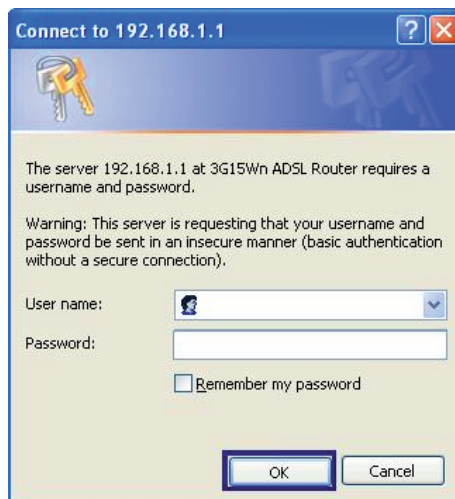 Connect to 192.168.1.1
The server 192.168.1.1 at 3G15Wn ADSL Router requires a
username and password.
Warning: This server is requesting that your username and
password be sent in an insecure manner (basic authentication
without a secure connection).
User name:
Password:
Remember my password
OK
Cancel